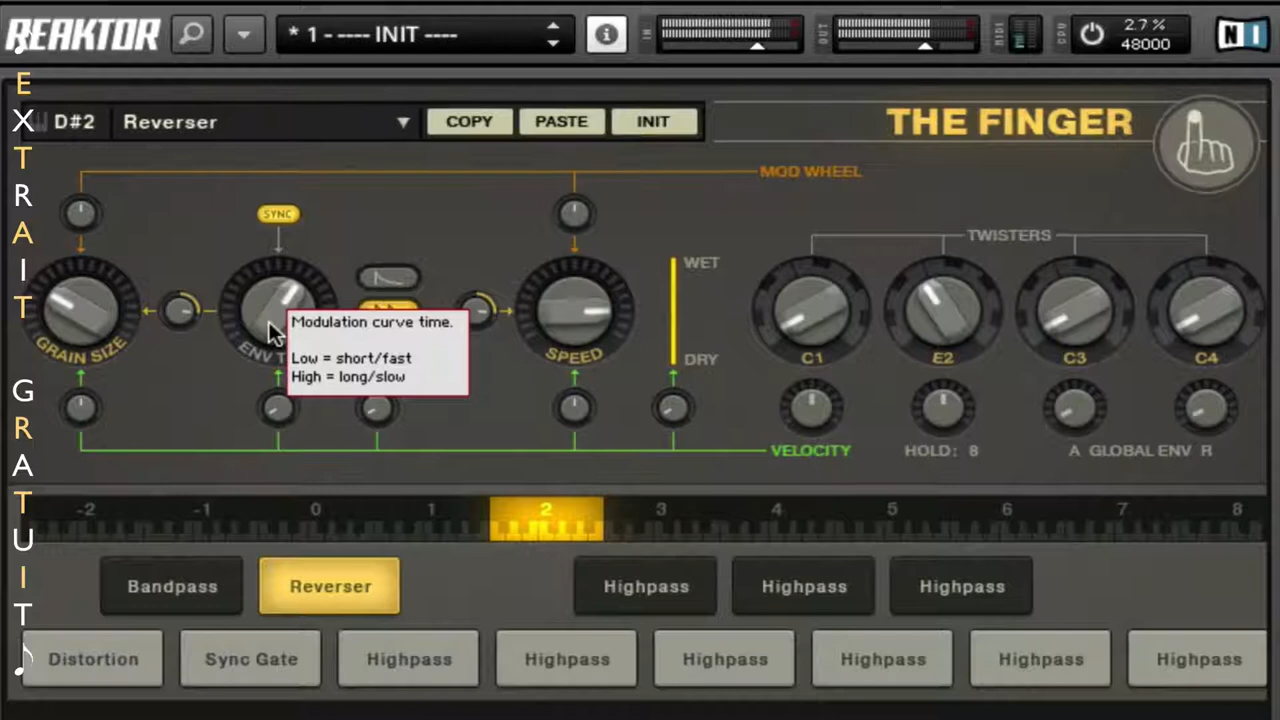 REAKTOR
* 1 - ---- INIT ----
IN
OUT
MIDI
CPU
2.7 %
48000
NI
EXTRAIT GRATUIT
D#2
Reverser
COPY
PASTE
INIT
THE FINGER
MOD WHEEL
SYNC
TWISTERS
WET
DRY
GRAIN SIZE
ENV T
SPEED
Modulation curve time.
Low = short/fast
High = long/slow
C1
E2
C3
C4
VELOCITY
HOLD: 8
A GLOBAL ENV R
-2 -1 0 1 2 3 4 5 6 7 8
Bandpass
Reverser
Highpass
Highpass
Highpass
Distortion
Sync Gate
Highpass
Highpass
Highpass
Highpass
Highpass
Highpass